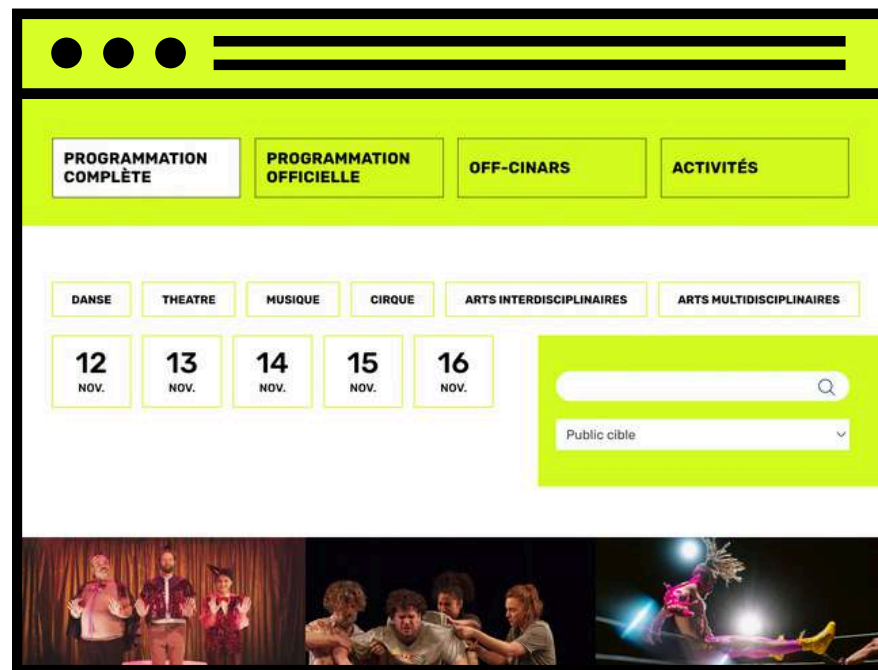 PROGRAMMATION
COMPLÈTE
PROGRAMMATION
OFFICIELLE
OFF-CINARS
ACTIVITÉS
DANSE
THEATRE
MUSIQUE
CIRQUE
ARTS INTERDISCIPLINAIRES
ARTS MULTIDISCIPLINAIRES
12
NOV.
13
NOV.
14
NOV.
15
NOV.
16
NOV.
Public cible